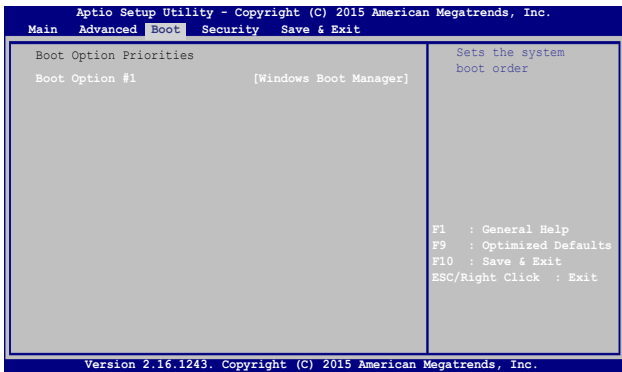 Aptio Setup Utility - Copyright (C) 2015 American Megatrends, Inc.
Main Advanced Boot Security Save & Exit
Boot Option Priorities
Boot Option #1 [Windows Boot Manager]
Sets the system
boot order
F1 : General Help
F9 : Optimized Defaults
F10 : Save & Exit
ESC/Right Click : Exit
Version 2.16.1243. Copyright (C) 2015 American Megatrends, Inc.